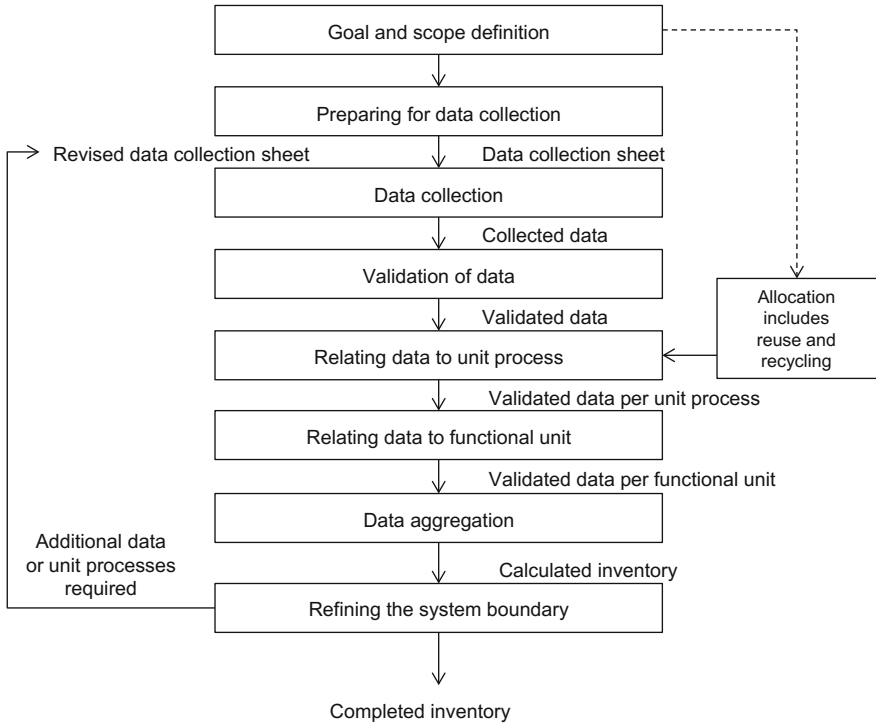 Goal and scope definition
Preparing for data collection
Revised data collection sheet
Data collection sheet
Data collection
Collected data
Validation of data
Validated data
Allocation
includes
reuse and
recycling
Relating data to unit process
Validated data per unit process
Relating data to functional unit
Validated data per functional unit
Data aggregation
Additional data
or unit processes
required
Calculated inventory
Refining the system boundary
Completed inventory